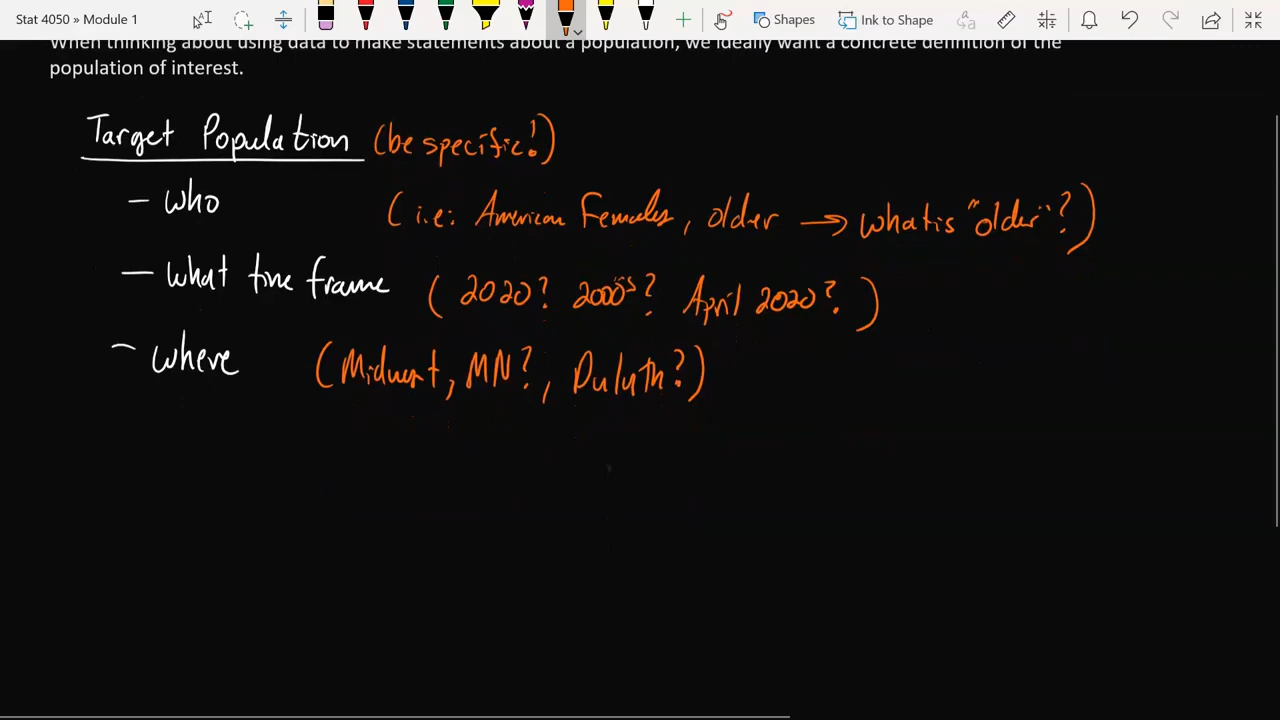 Stat 4050 » Module 1
Shapes
Ink to Shape
When thinking about using data to make statements about a population, we ideally want a concrete definition of the
population of interest.
Target Population (be specific!)
- who (i.e: American Females, older → what is "older"?)
- what time frame (2020? 2000's? April 2020?)
- where (Midwest, MN?, Duluth?)